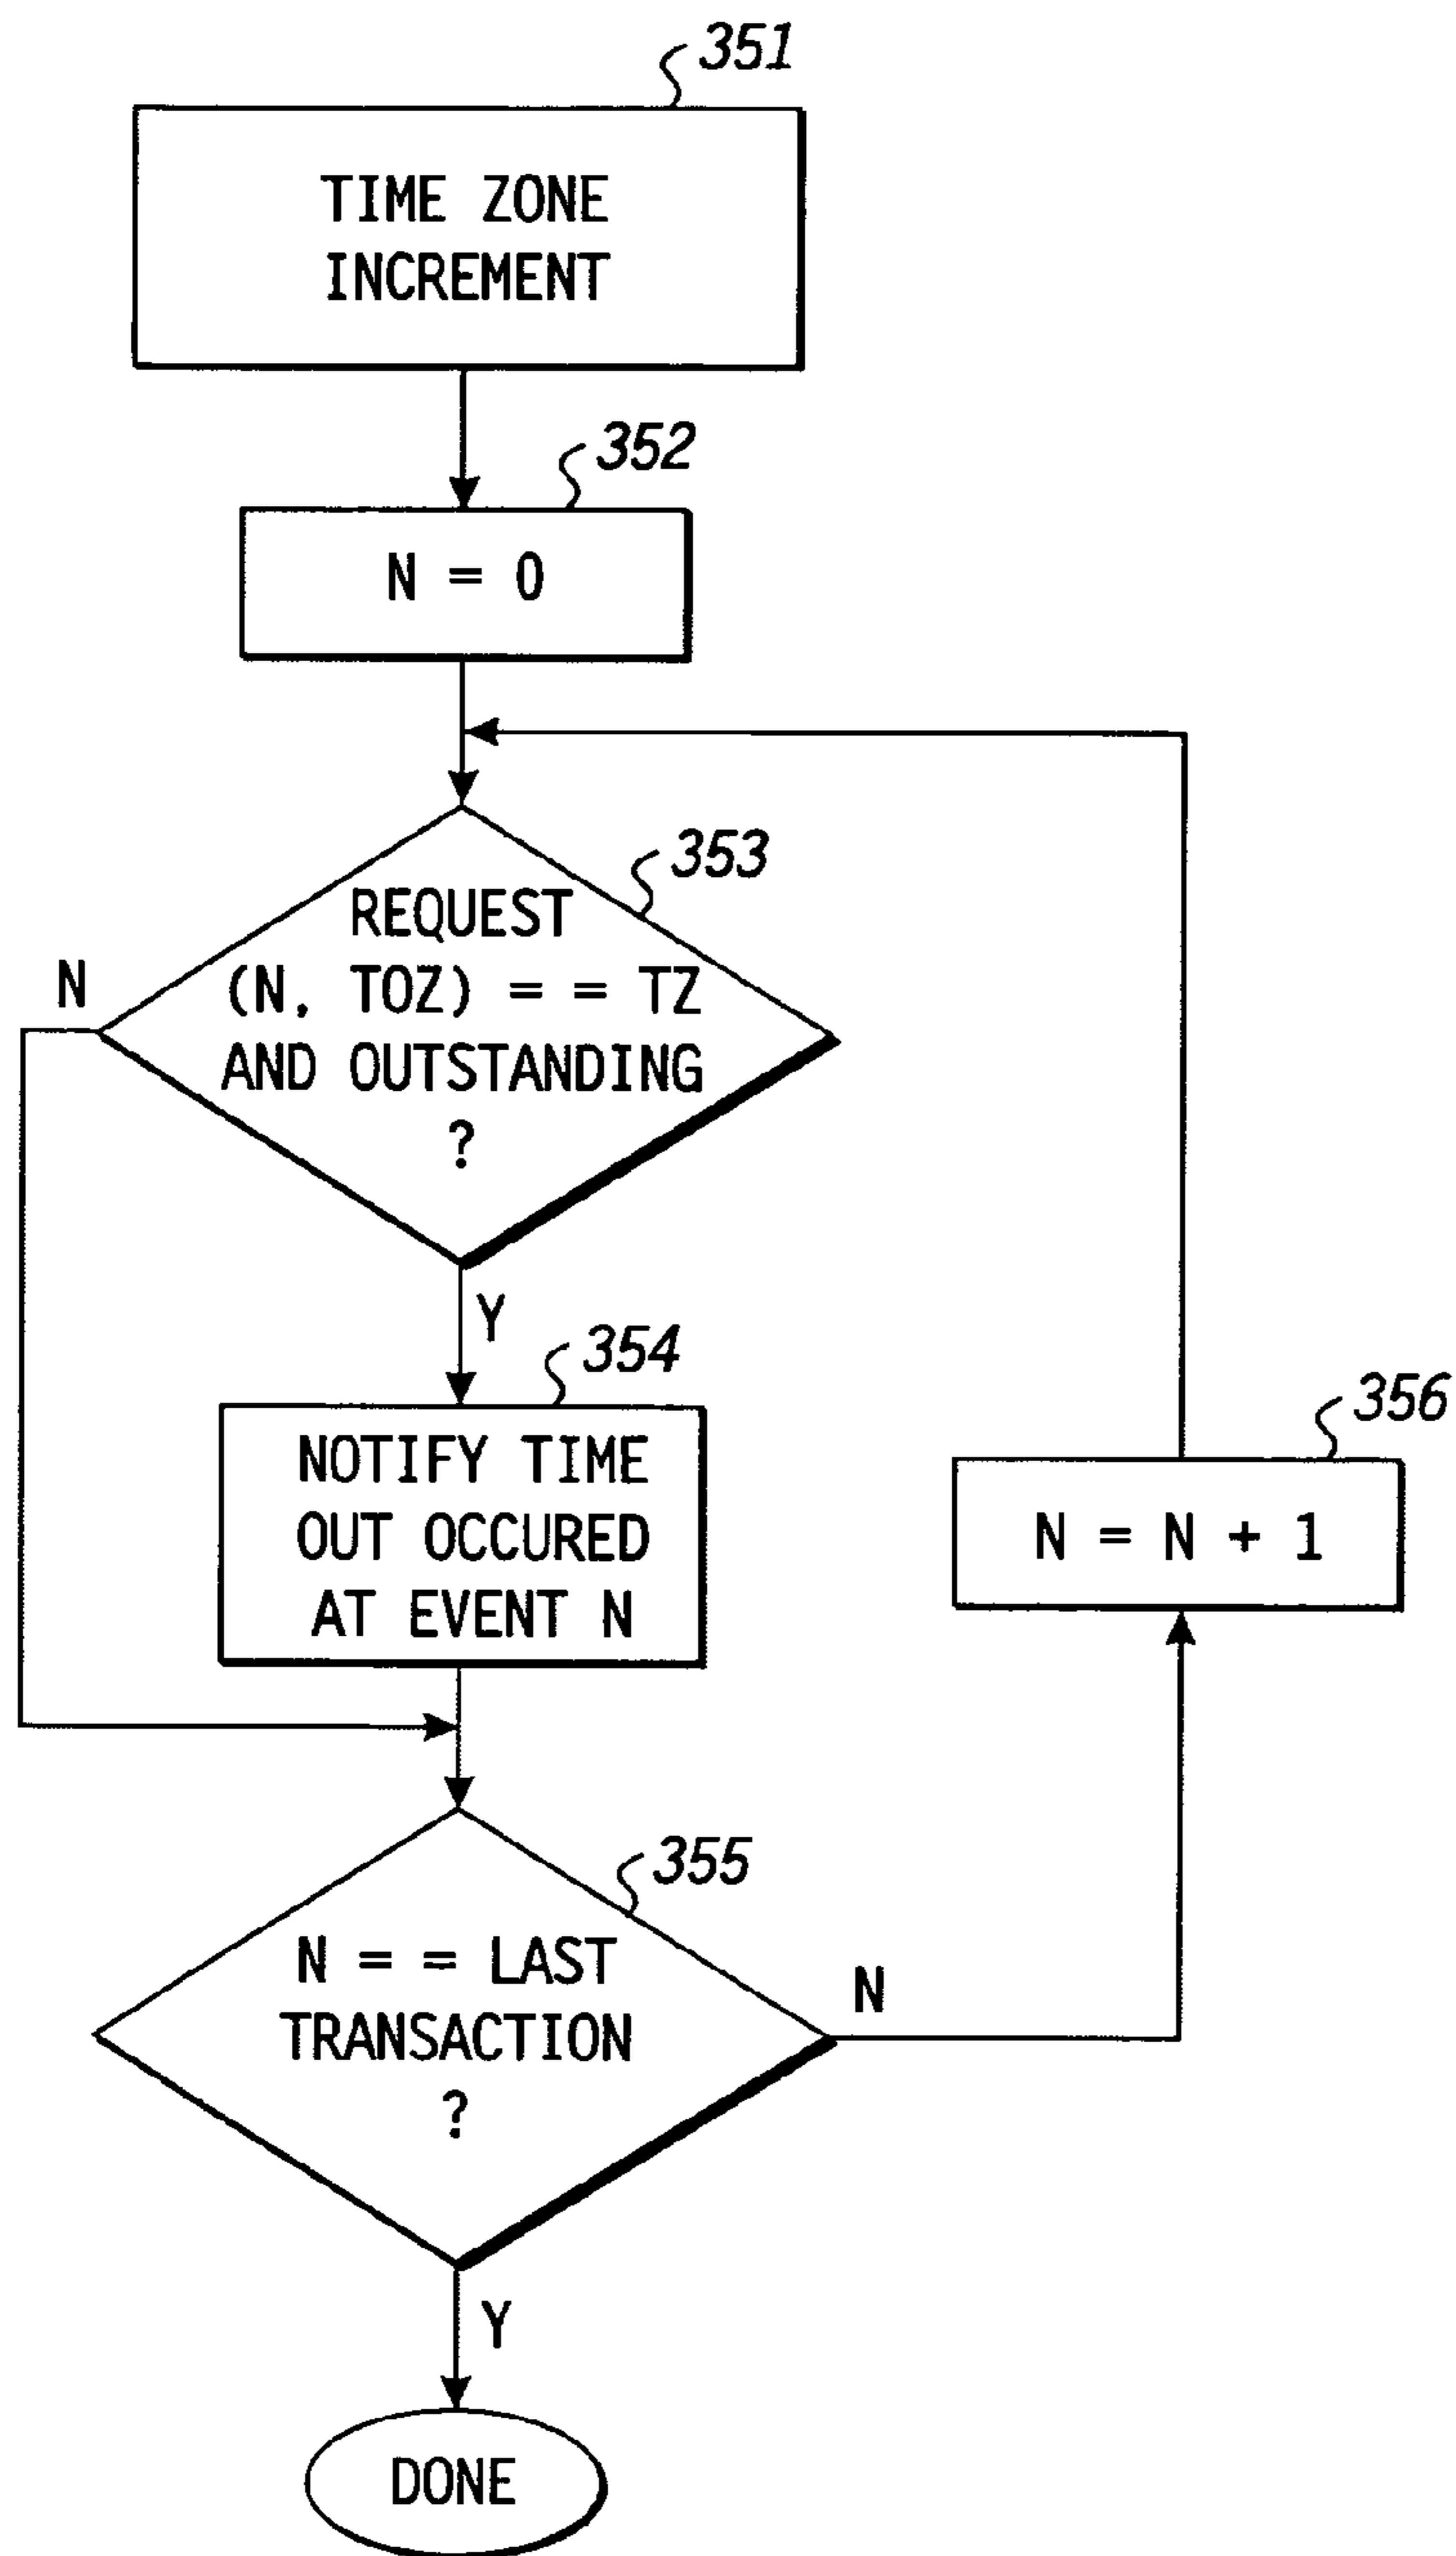 351
TIME ZONE
INCREMENT
352
N = 0
353
REQUEST
(N, TOZ) = = TZ
AND OUTSTANDING
?
N
Y
354
NOTIFY TIME
OUT OCCURED
AT EVENT N
356
N = N + 1
355
N = = LAST
TRANSACTION
?
N
Y
DONE